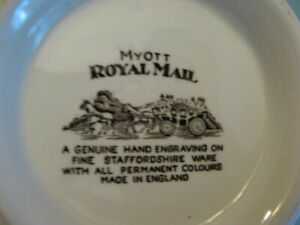 MYOTT
ROYAL MAIL
A GENUINE HAND ENGRAVING ON
FINE STAFFORDSHIRE WARE
WITH ALL PERMANENT COLOURS
MADE IN ENGLAND